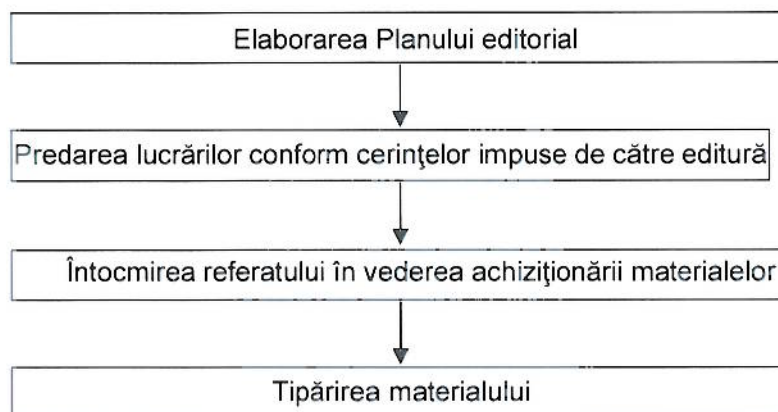 Elaborarea Planului editorial
Predarea lucrărilor conform cerinţelor impuse de către editură
Întocmirea referatului în vederea achiziţionării materialelor
Tipărirea materialului